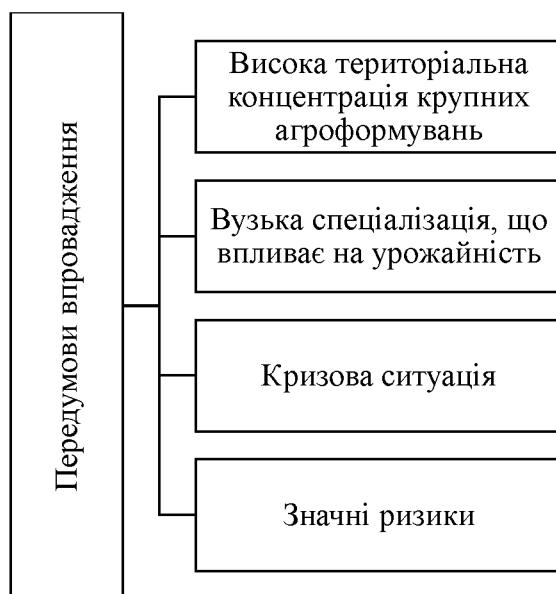 Передумови впровадження
Висока територіальна
концентрація крупних
агроформувань
Вузька спеціалізація, що
впливає на урожайність
Кризова ситуація
Значні ризики